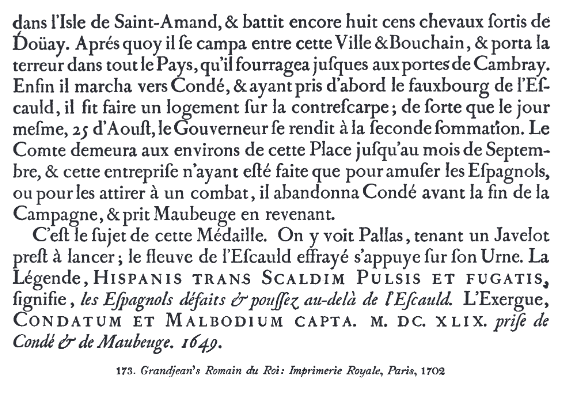 dans l'Isle de Saint-Amand, & battit encore huit cens chevaux ſortis de
Doüay. Aprés quoy il ſe campa entre cette Ville & Bouchain, & porta la
terreur dans tout le Pays, qu'il fourragea juſques aux portes de Cambray.
Enfin il marcha vers Condé, & ayant pris d'abord le fauxbourg de l'Eſ-
cauld, il fit faire un logement ſur la contreſcarpe; de ſorte que le jour
meſme, 25 d'Aouſt, le Gouverneur ſe rendit à la ſeconde ſommation. Le
Comte demeura aux environs de cette Place juſqu'au mois de Septem-
bre, & cette entrepriſe n'ayant eſté faite que pour amuſer les Eſpagnols,
ou pour les attirer à un combat, il abandonna Condé avant la fin de la
Campagne, & prit Maubeuge en revenant.
C'eſt le ſujet de cette Médaille. On y voit Pallas, tenant un Javelot
preſt à lancer; le fleuve de l'Eſcauld effrayé s'appuye ſur ſon Urne. La
Légende, HISPANIS TRANS SCALDIM PULSIS ET FUGATIS,
ſignifie, les Eſpagnols défaits & pouſſez au-delà de l'Eſcauld. L'Exergue,
CONDATUM ET MALBODIUM CAPTA. M. DC. XLIX. priſe de
Condé & de Maubeuge. 1649.
173. Grandjean's Romain du Roi: Imprimerie Royale, Paris, 1702